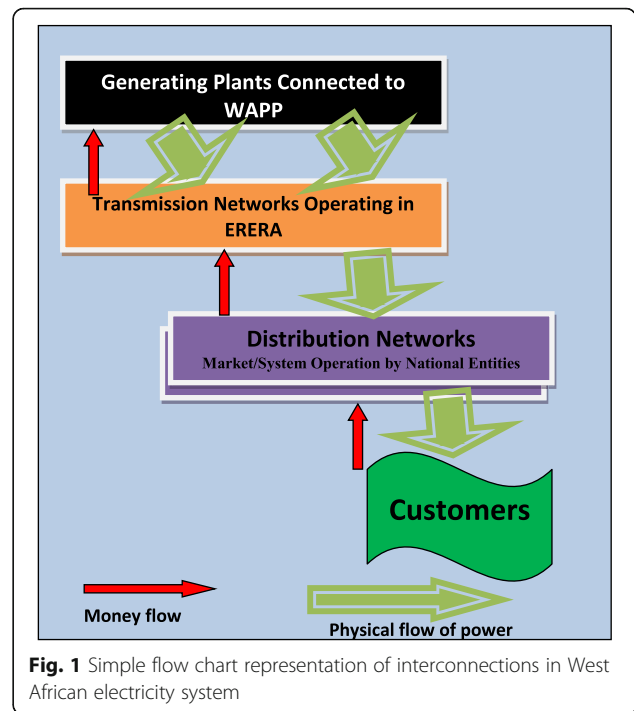 Generating Plants Connected to
WAPP
Transmission Networks Operating in
ERERA
Distribution Networks
Market/System Operation by National Entities
Customers
Money flow
Physical flow of power
Fig. 1 Simple flow chart representation of interconnections in West
African electricity system